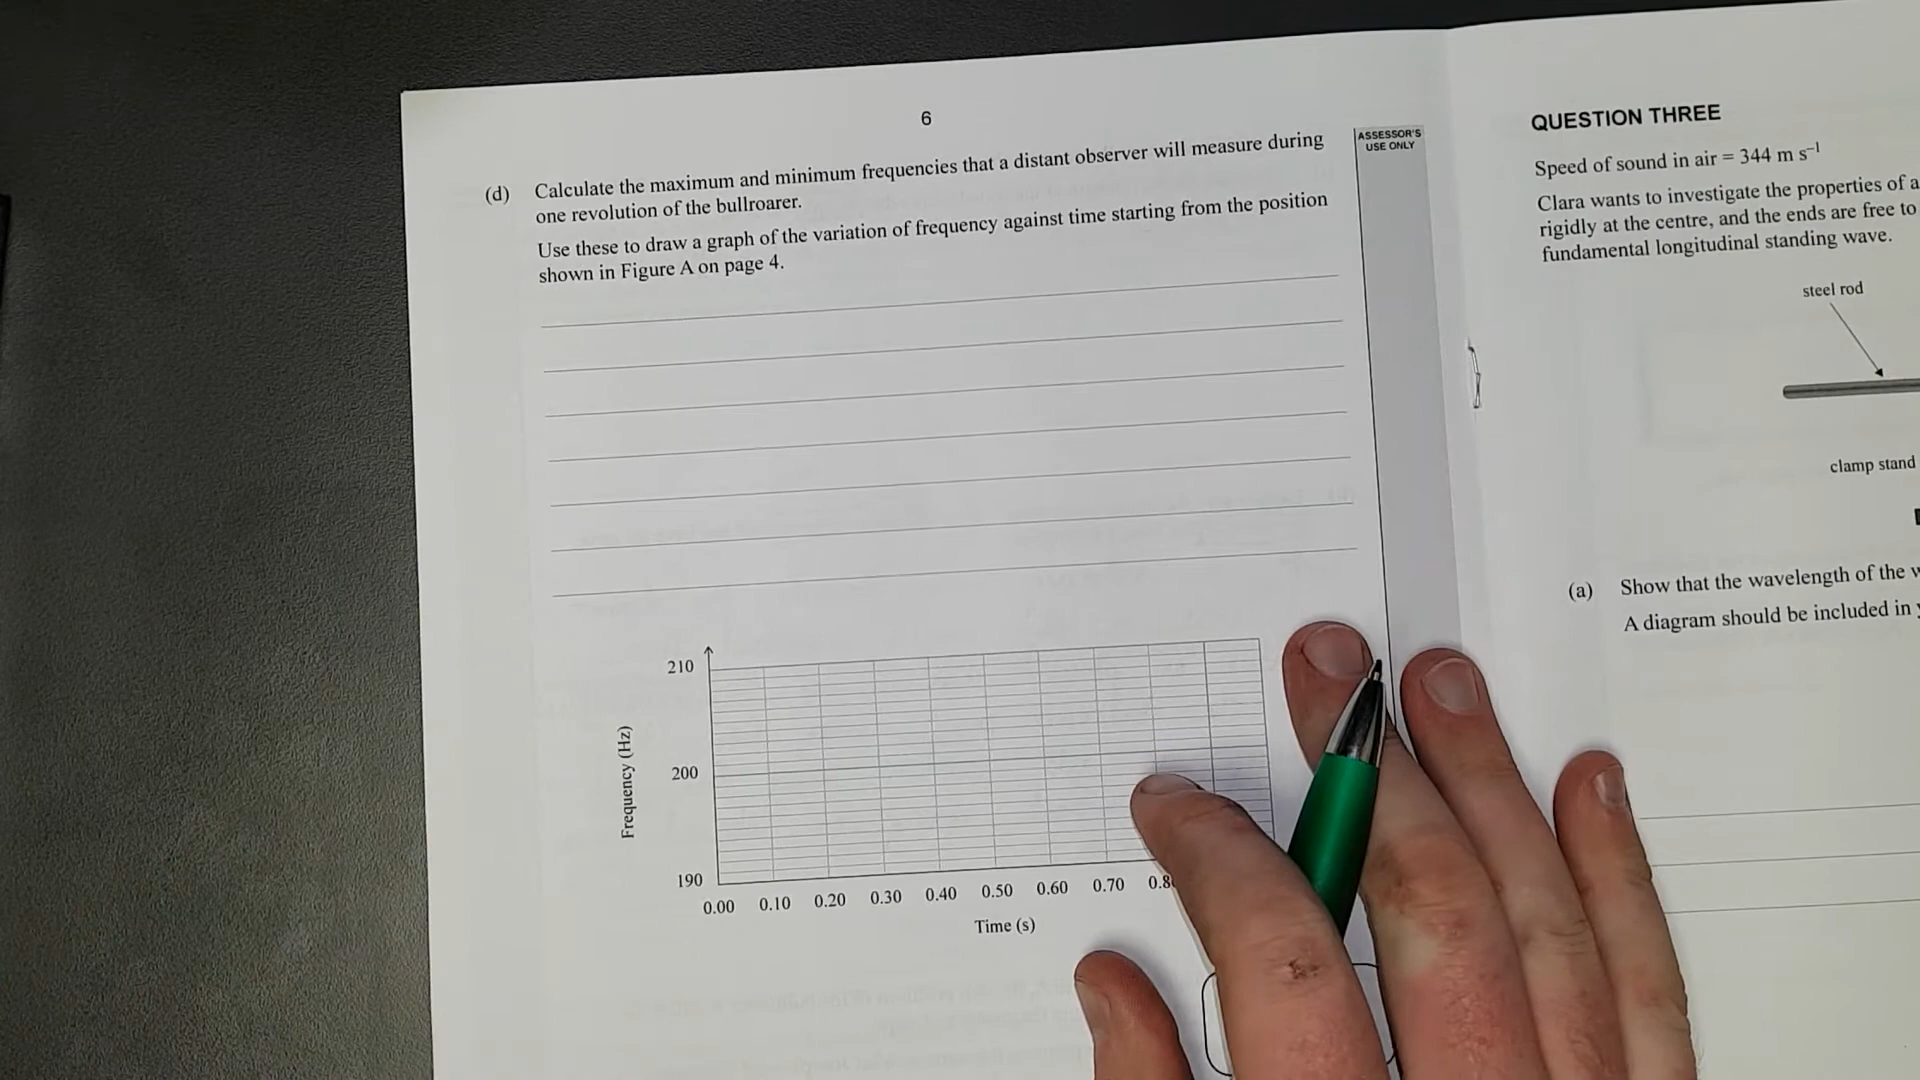 6
(d) Calculate the maximum and minimum frequencies that a distant observer will measure during
one revolution of the bullroarer.
Use these to draw a graph of the variation of frequency against time starting from the position
shown in Figure A on page 4.
210
200
190
Frequency (Hz)
0.00 0.10 0.20 0.30 0.40 0.50 0.60 0.70
Time (s)
ASSESSOR'S
USE ONLY
QUESTION THREE
Speed of sound in air = 344 m s⁻¹
Clara wants to investigate the properties of a
rigidly at the centre, and the ends are free to
fundamental longitudinal standing wave.
steel rod
clamp stand
(a) Show that the wavelength of the
A diagram should be included in